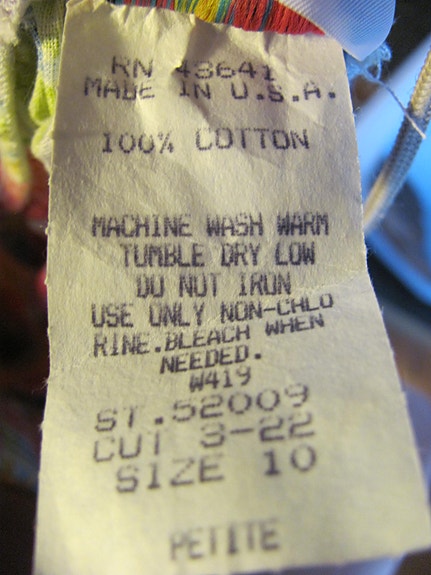 RN 43641
MADE IN U.S.A.
100% COTTON
MACHINE WASH WARM
TUMBLE DRY LOW
DO NOT IRON
USE ONLY NON-CHLO
RINE.BLEACH WHEN
NEEDED.
W419
ST.52009
CUT 3-22
SIZE 10
PETITE